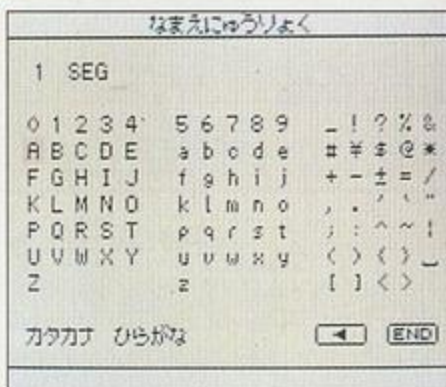 なまえにゅうりょく
1 SEG
0 1 2 3 4 5 6 7 8 9 _ ! ? % &
A B C D E a b c d e # ¥ $ @ *
F G H I J f g h i j + - ± = /
K L M N O k l m n o , . ' ` "
P Q R S T p q r s t ; : ^ ~ ¦
U V W X Y u v w x y ( ) { } _
Z z [ ] < >
カタカナ ひらがな ◀ END